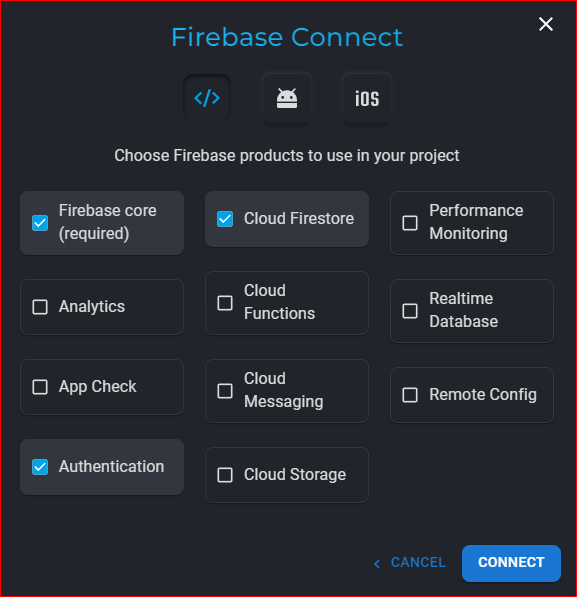 Firebase Connect
</>
iOS
Choose Firebase products to use in your project
Firebase core
(required)
Analytics
App Check
Authentication
Cloud Firestore
Cloud
Functions
Cloud
Messaging
Cloud Storage
Performance
Monitoring
Realtime
Database
Remote Config
CANCEL
CONNECT